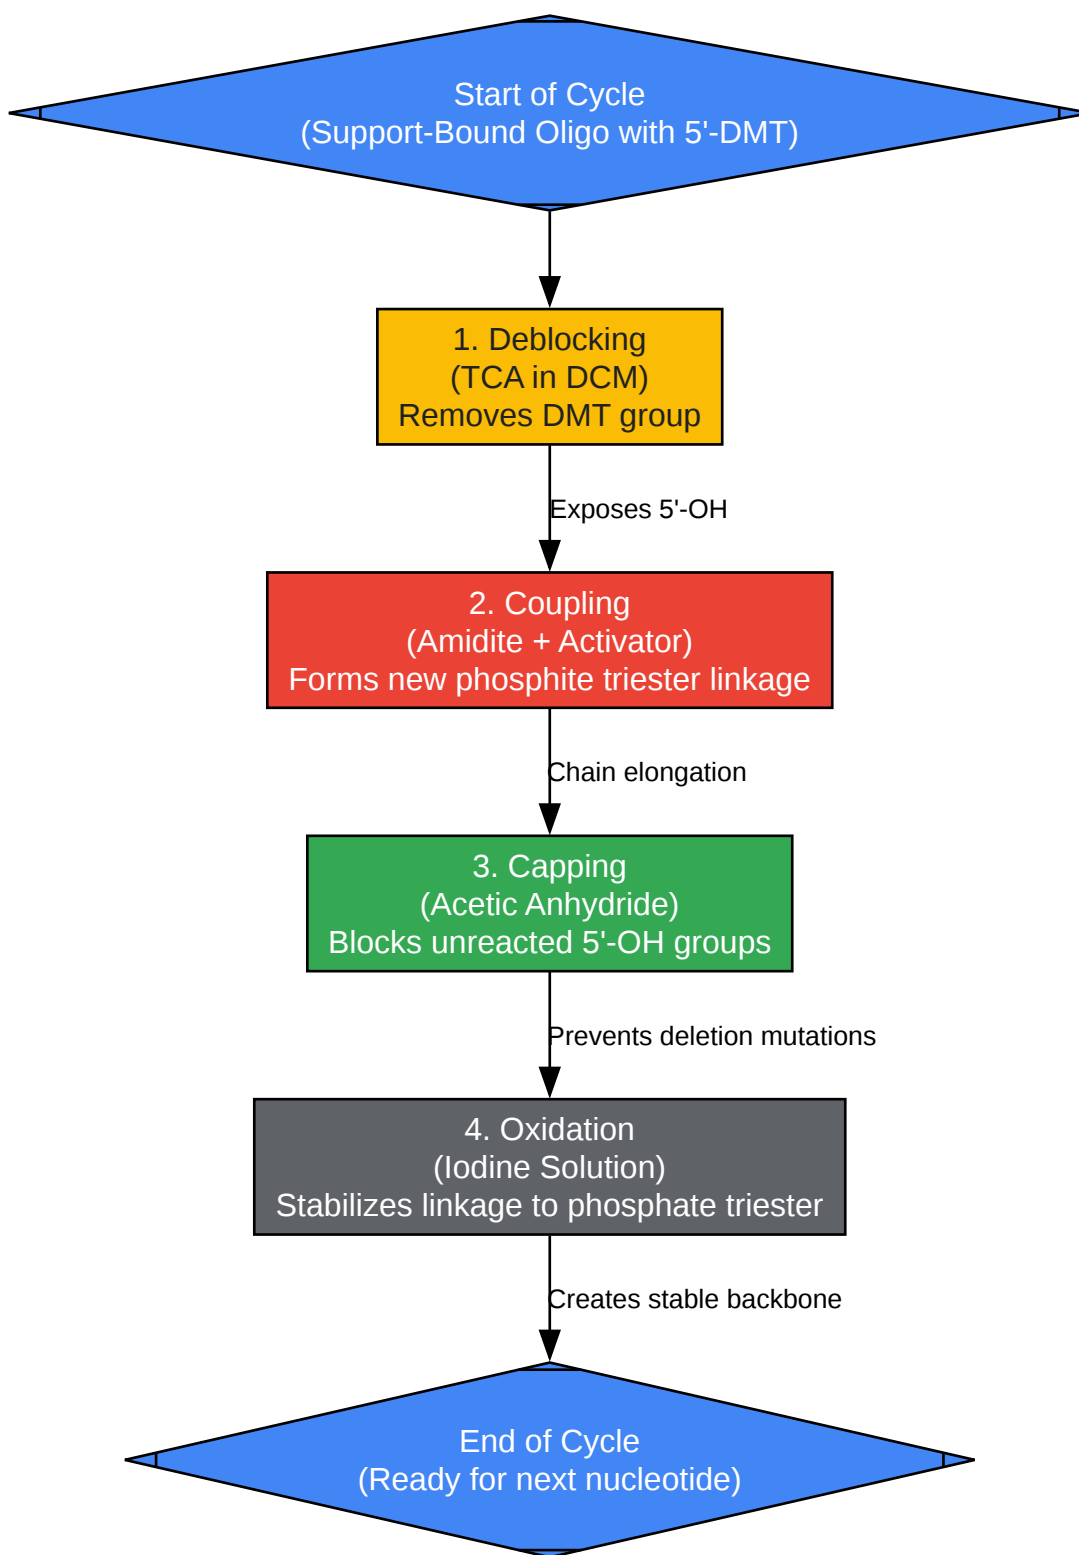 Start of Cycle
(Support-Bound Oligo with 5'-DMT)
1. Deblocking
(TCA in DCM)
Removes DMT group
Exposes 5'-OH
2. Coupling
(Amidite + Activator)
Forms new phosphite triester linkage
Chain elongation
3. Capping
(Acetic Anhydride)
Blocks unreacted 5'-OH groups
Prevents deletion mutations
4. Oxidation
(Iodine Solution)
Stabilizes linkage to phosphate triester
Creates stable backbone
End of Cycle
(Ready for next nucleotide)